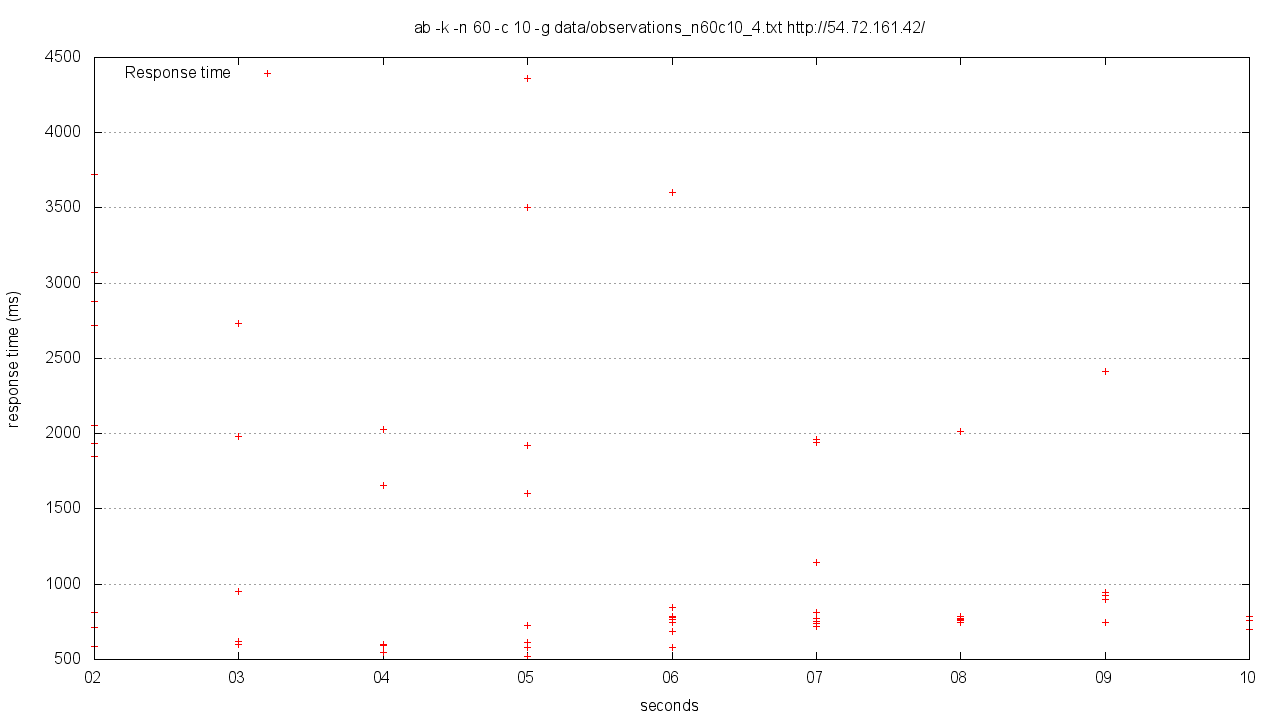 ab -k -n 60 -c 10 -g data/observations_n60c10_4.txt http://54.72.161.42/
Response time
4500
4000
3500
3000
2500
2000
1500
1000
500
response time (ms)
02 03 04 05 06 07 08 09 10
seconds